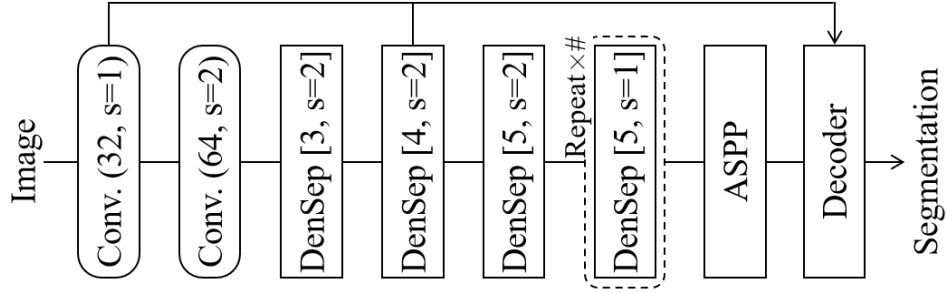 Image
Conv. (32, s=1)
Conv. (64, s=2)
DenSep [3, s=2]
DenSep [4, s=2]
DenSep [5, s=2]
Repeat×#
DenSep [5, s=1]
ASPP
Decoder
Segmentation